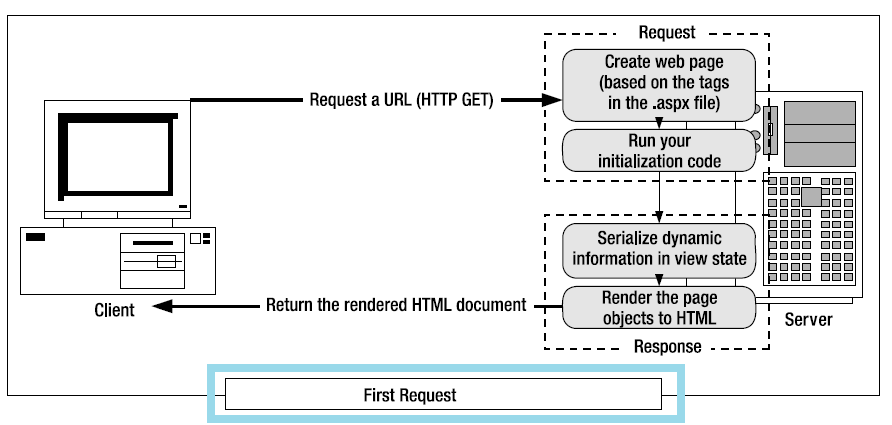 Request
Create web page
(based on the tags
in the .aspx file)
Request a URL (HTTP GET)
Run your
initialization code
Serialize dynamic
information in view state
Client
Return the rendered HTML document
Render the page
objects to HTML
Server
Response
First Request